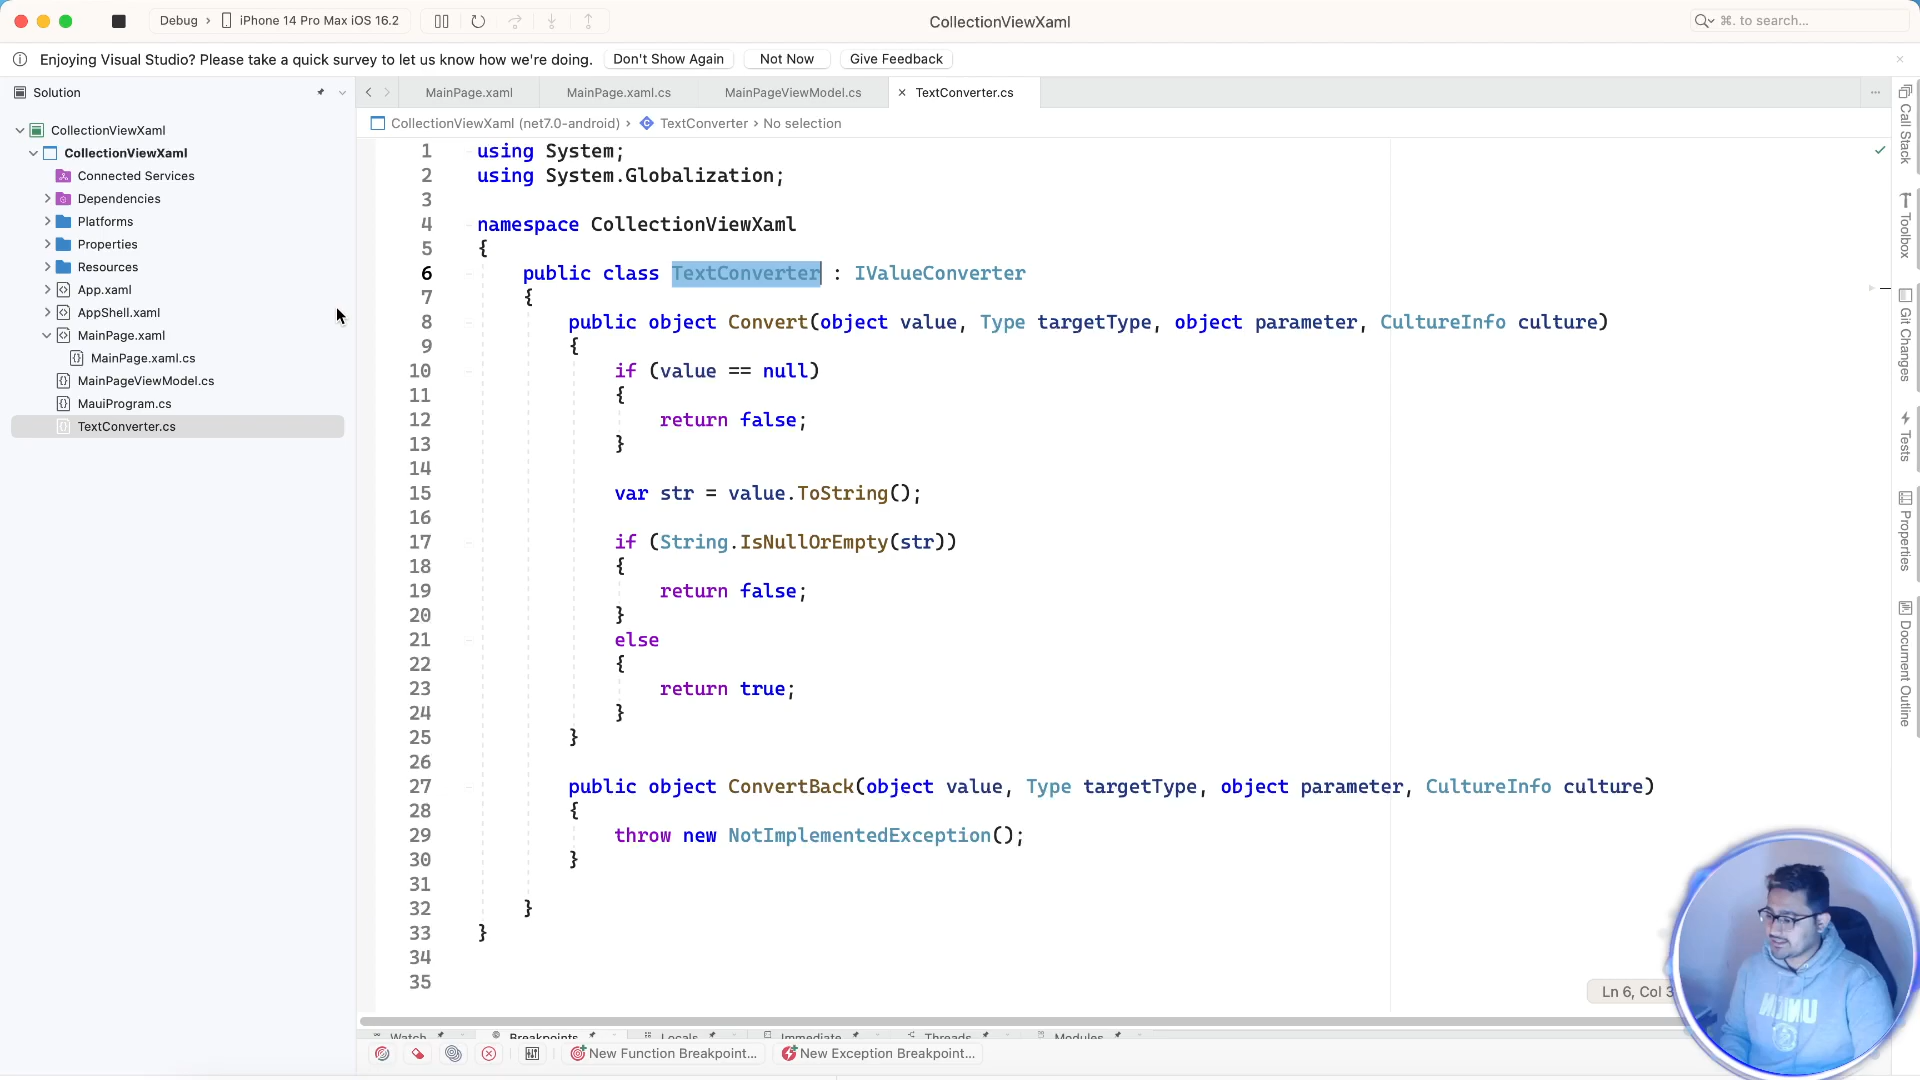 Debug › iPhone 14 Pro Max iOS 16.2
CollectionViewXaml
⌘. to search...
Enjoying Visual Studio? Please take a quick survey to let us know how we're doing. Don't Show Again Not Now Give Feedback
Solution
MainPage.xaml MainPage.xaml.cs MainPageViewModel.cs × TextConverter.cs
CollectionViewXaml (net7.0-android) › TextConverter › No selection
CollectionViewXaml
CollectionViewXaml
Connected Services
Dependencies
Platforms
Properties
Resources
App.xaml
AppShell.xaml
MainPage.xaml
MainPage.xaml.cs
MainPageViewModel.cs
MauiProgram.cs
TextConverter.cs
1 using System;
2 using System.Globalization;
3
4 namespace CollectionViewXaml
5 {
6 public class TextConverter : IValueConverter
7 {
8 public object Convert(object value, Type targetType, object parameter, CultureInfo culture)
9 {
10 if (value == null)
11 {
12 return false;
13 }
14
15 var str = value.ToString();
16
17 if (String.IsNullOrEmpty(str))
18 {
19 return false;
20 }
21 else
22 {
23 return true;
24 }
25 }
26
27 public object ConvertBack(object value, Type targetType, object parameter, CultureInfo culture)
28 {
29 throw new NotImplementedException();
30 }
31
32 }
33 }
34
35
Ln 6, Col
Call Stack
Toolbox
Git Changes
Tests
Properties
Document Outline
Watch Breakpoints Locals Immediate Threads Modules
New Function Breakpoint... New Exception Breakpoint...